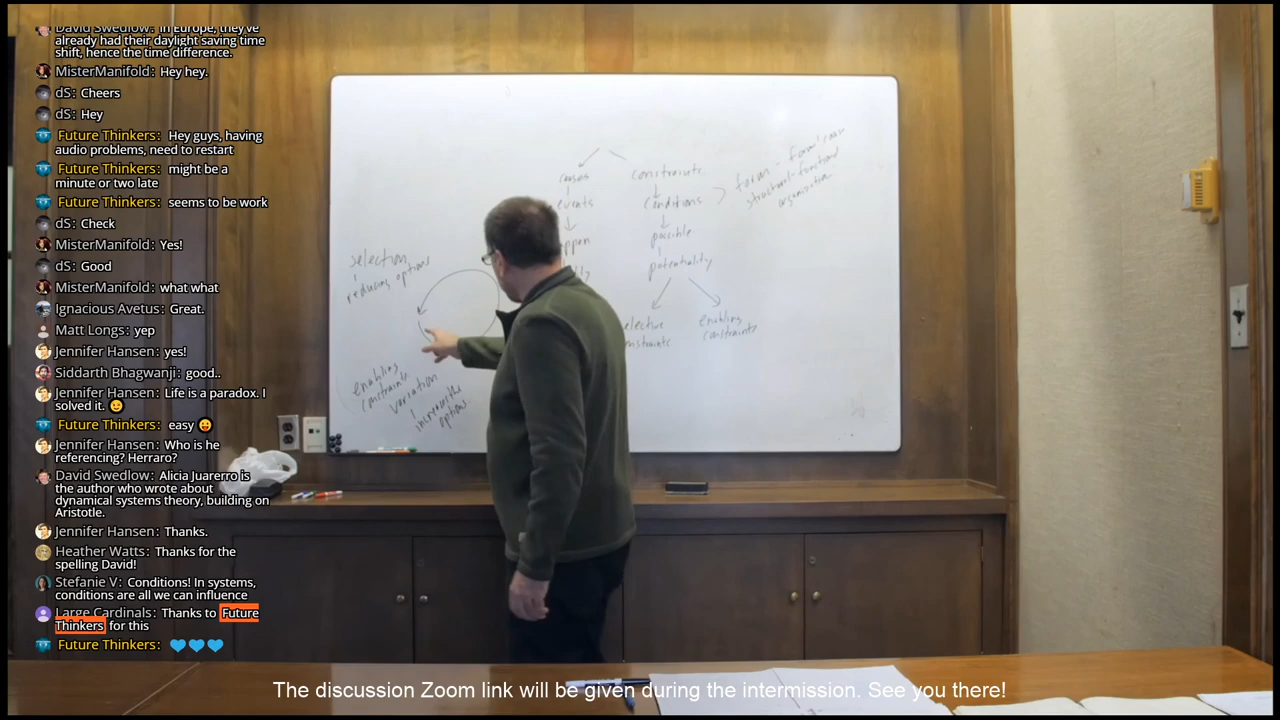 David Swedlow: In Europe, they've
already had their daylight saving time
shift, hence the time difference.
MisterManifold: Hey hey.
dS: Cheers
dS: Hey
Future Thinkers: Hey guys, having
audio problems, need to restart
Future Thinkers: might be a
minute or two late
Future Thinkers: seems to be work
dS: Check
MisterManifold: Yes!
dS: Good
MisterManifold: what what
Ignacious Avetus: Great.
Matt Longs: yep
Jennifer Hansen: yes!
Siddarth Bhagwanji: good..
Jennifer Hansen: Life is a paradox. I
solved it. 😉
Future Thinkers: easy 😛
Jennifer Hansen: Who is he
referencing? Herraro?
David Swedlow: Alicia Juarerro is
the author who wrote about
dynamical systems theory, building on
Aristotle.
Jennifer Hansen: Thanks.
Heather Watts: Thanks for the
spelling David!
Stefanie V: Conditions! In systems,
conditions are all we can influence
Large Cardinals: Thanks to Future
Thinkers for this
Future Thinkers: 💙💙💙
selection
reducing options
enabling
constraints
variation
options
causes
events
constraints
conditions
possible
potentiality
form
structural-functional
organization
enabling
constraints
The discussion Zoom link will be given during the intermission. See you there!